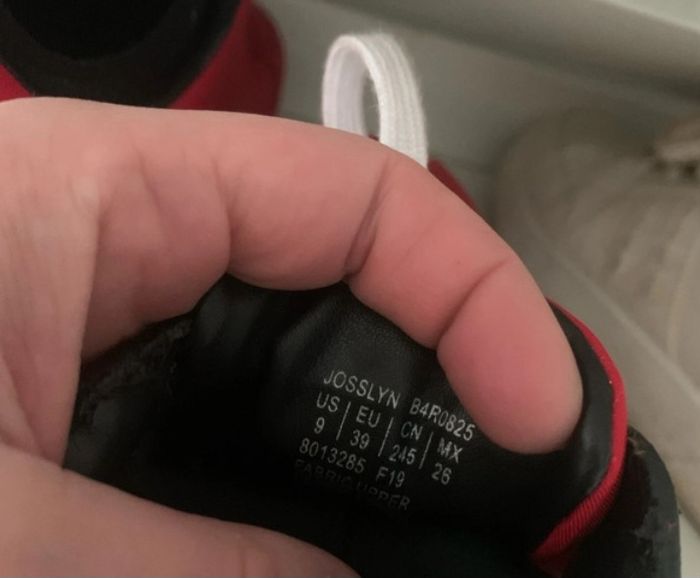 JOSSLYN B4R0825
US | EU | CN | MX
9 | 39 | 245 | 26
8013285 F19
FABRIC UPPER